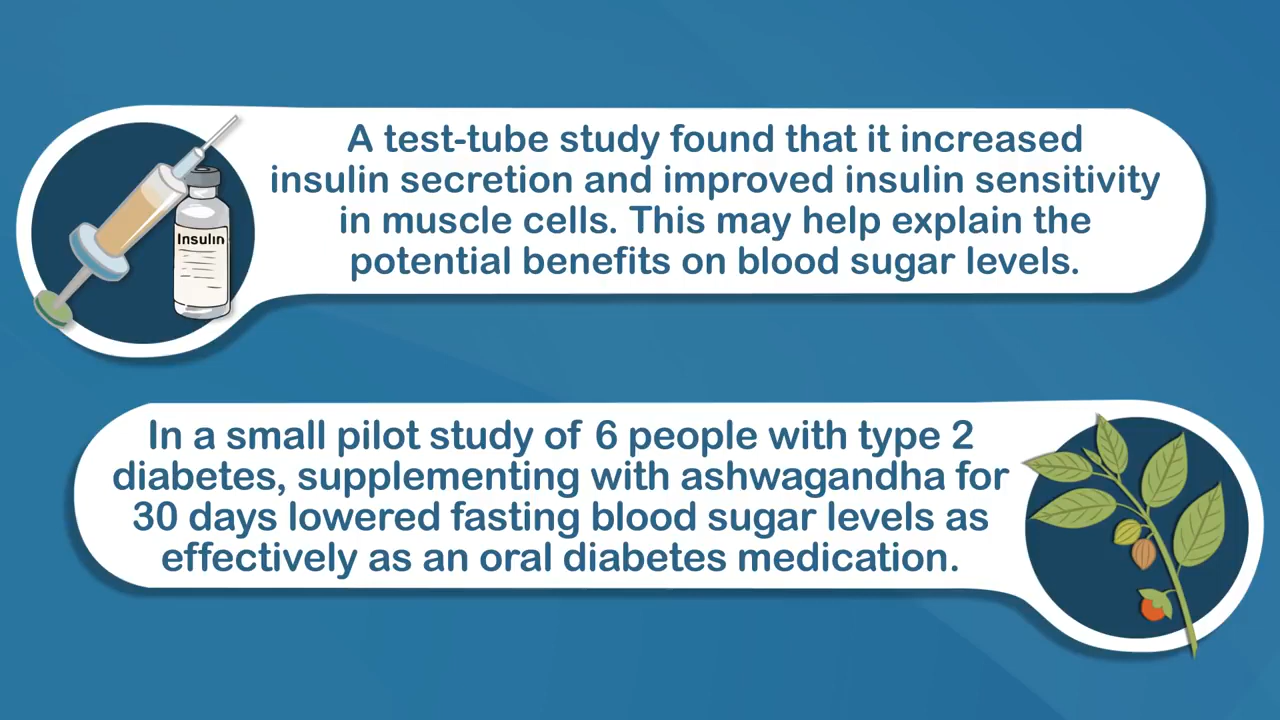 A test-tube study found that it increased
insulin secretion and improved insulin sensitivity
in muscle cells. This may help explain the
potential benefits on blood sugar levels.
Insulin
In a small pilot study of 6 people with type 2
diabetes, supplementing with ashwagandha for
30 days lowered fasting blood sugar levels as
effectively as an oral diabetes medication.